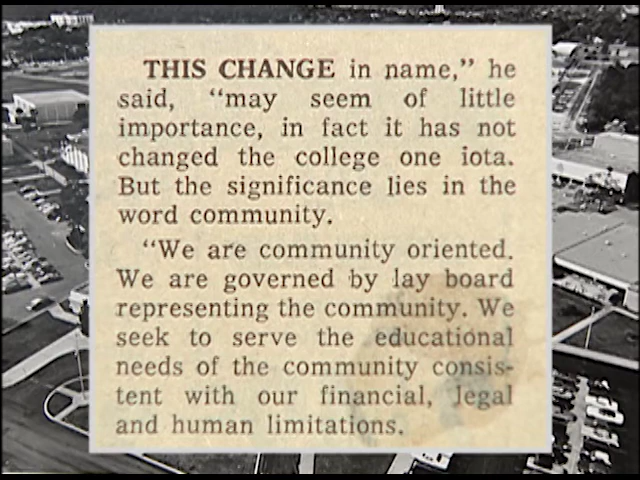 THIS CHANGE in name," he
said, "may seem of little
importance, in fact it has not
changed the college one iota.
But the significance lies in the
word community.
"We are community oriented.
We are governed by lay board
representing the community. We
seek to serve the educational
needs of the community consis-
tent with our financial, legal
and human limitations.